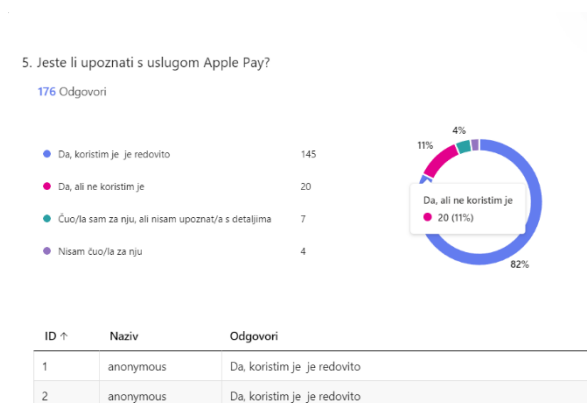 5. Jeste li upoznati s uslugom Apple Pay?
176 Odgovori
Da, koristim je je redovito 145
Da, ali ne koristim je 20
Čuo/la sam za nju, ali nisam upoznat/a s detaljima 7
Nisam čuo/la za nju 4
4%
11%
Da, ali ne koristim je
20 (11%)
82%
ID ↑ Naziv Odgovori
1 anonymous Da, koristim je je redovito
2 anonymous Da, koristim je je redovito